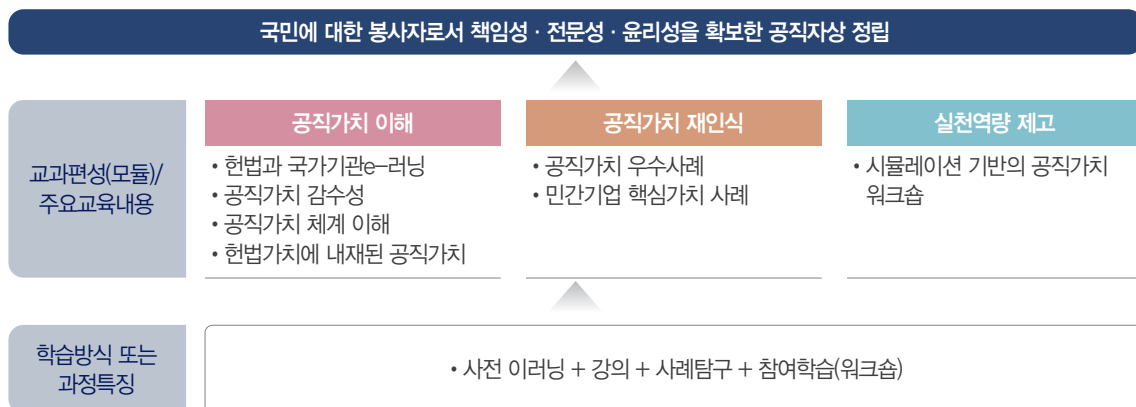 국민에 대한 봉사자로서 책임성 · 전문성 · 윤리성을 확보한 공직자상 정립
교과편성(모듈)/
주요교육내용
공직가치 이해
• 헌법과 국가기관e-러닝
• 공직가치 감수성
• 공직가치 체계 이해
• 헌법가치에 내재된 공직가치
공직가치 재인식
• 공직가치 우수사례
• 민간기업 핵심가치 사례
실천역량 제고
• 시뮬레이션 기반의 공직가치
워크숍
학습방식 또는
과정특징
• 사전 이러닝 + 강의 + 사례탐구 + 참여학습(워크숍)